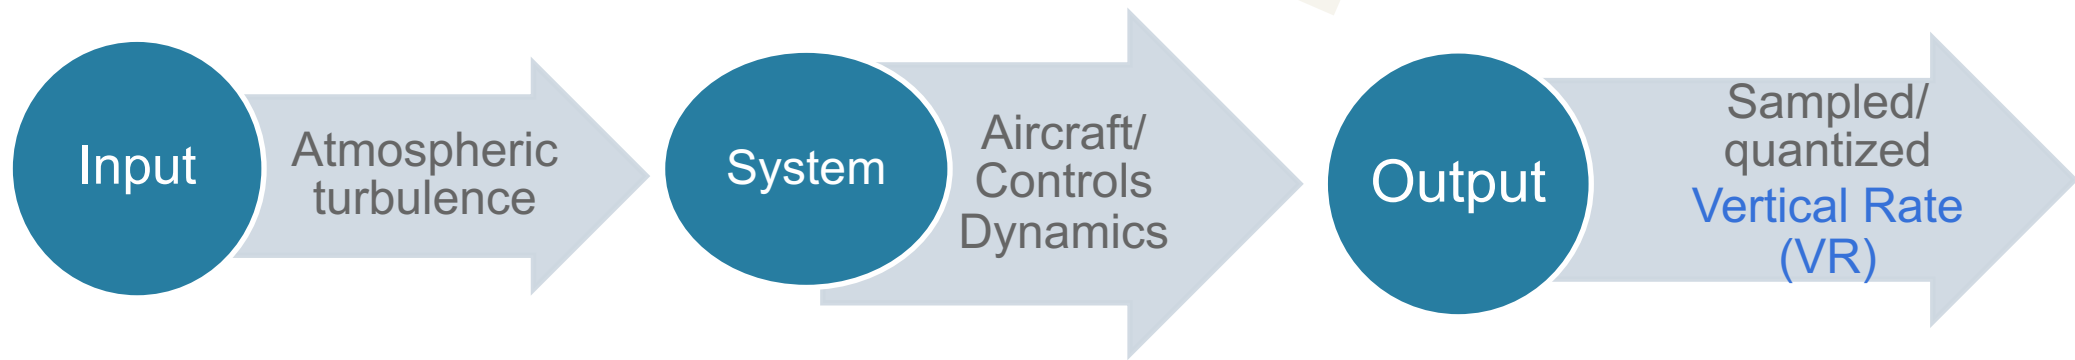 Input
Atmospheric
turbulence
System
Aircraft/
Controls
Dynamics
Output
Sampled/
quantized
Vertical Rate
(VR)